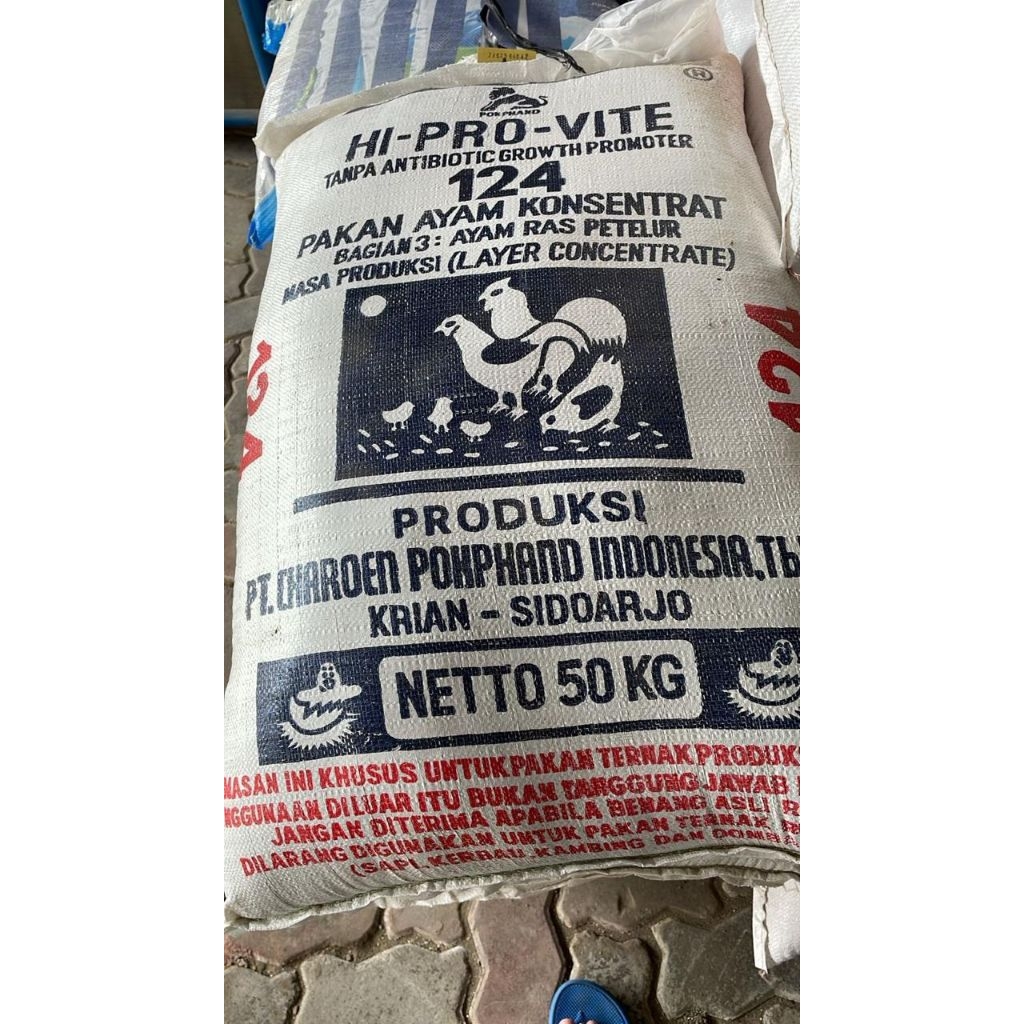 POKPHAND
HI-PRO-VITE
TANPA ANTIBIOTIC GROWTH PROMOTER
124
PAKAN AYAM KONSENTRAT
BAGIAN 3: AYAM RAS PETELUR
MASA PRODUKSI (LAYER CONCENTRATE)
124
124
PRODUKSI
PT. CHAROEN POKPHAND INDONESIA, Tb
KRIAN - SIDOARJO
NETTO 50 KG
MASAN INI KHUSUS UNTUK PAKAN TERNAK PRODUK
GGUNAAN DILUAR ITU BUKAN TANGGUNG JAWAB
JANGAN DITERIMA APABILA BENANG ASLI R
DILARANG DIGUNAKAN UNTUK PAKAN TERNAK
(SAPI, KERBAU, KAMBING DAN DOMBA